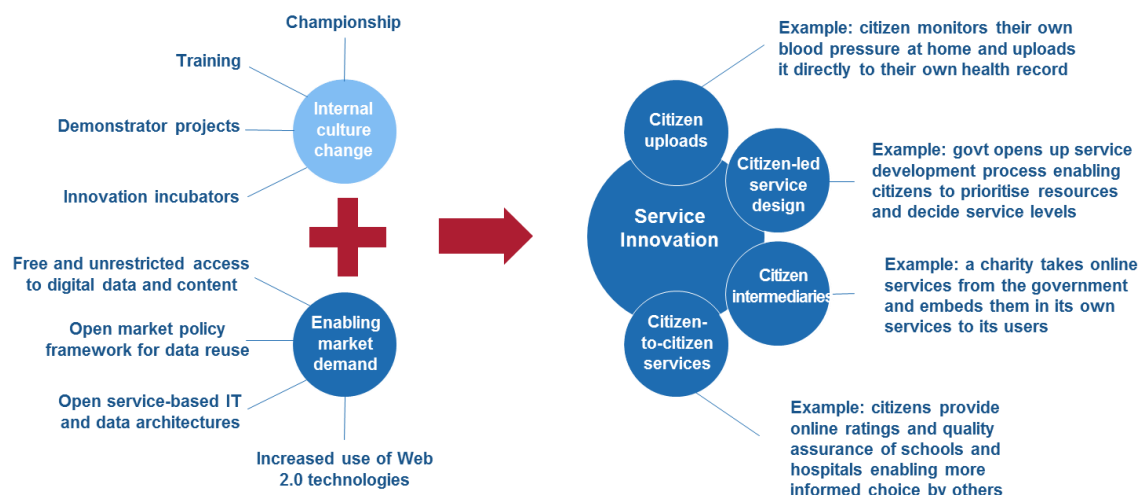 Championship
Training
Demonstrator projects
Innovation incubators
Internal
culture
change
Free and unrestricted access
to digital data and content
Open market policy
framework for data reuse
Open service-based IT
and data architectures
Increased use of Web
2.0 technologies
Enabling
market
demand
Service
Innovation
Citizen
uploads
Example: citizen monitors their own
blood pressure at home and uploads
it directly to their own health record
Citizen-led
service
design
Example: govt opens up service
development process enabling
citizens to prioritise resources
and decide service levels
Citizen
intermediaries
Example: a charity takes online
services from the government
and embeds them in its own
services to its users
Citizen-
to-citizen
services
Example: citizens provide
online ratings and quality
assurance of schools and
hospitals enabling more
informed choice by others